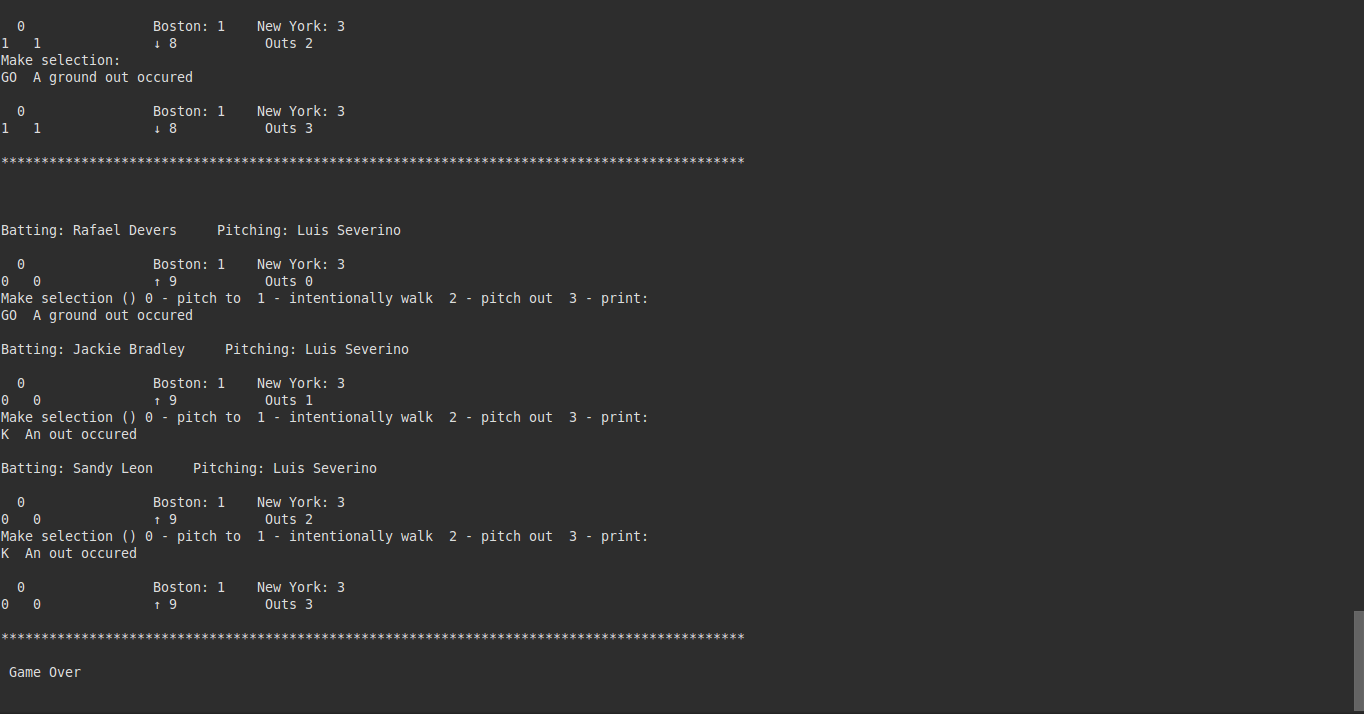 0 Boston: 1 New York: 3
1 1 ↓ 8 Outs 2
Make selection:
GO A ground out occured
0 Boston: 1 New York: 3
1 1 ↓ 8 Outs 3
*********************************************************************************************
Batting: Rafael Devers Pitching: Luis Severino
0 Boston: 1 New York: 3
0 0 ↑ 9 Outs 0
Make selection () 0 - pitch to 1 - intentionally walk 2 - pitch out 3 - print:
GO A ground out occured
Batting: Jackie Bradley Pitching: Luis Severino
0 Boston: 1 New York: 3
0 0 ↑ 9 Outs 1
Make selection () 0 - pitch to 1 - intentionally walk 2 - pitch out 3 - print:
K An out occured
Batting: Sandy Leon Pitching: Luis Severino
0 Boston: 1 New York: 3
0 0 ↑ 9 Outs 2
Make selection () 0 - pitch to 1 - intentionally walk 2 - pitch out 3 - print:
K An out occured
0 Boston: 1 New York: 3
0 0 ↑ 9 Outs 3
*********************************************************************************************
Game Over